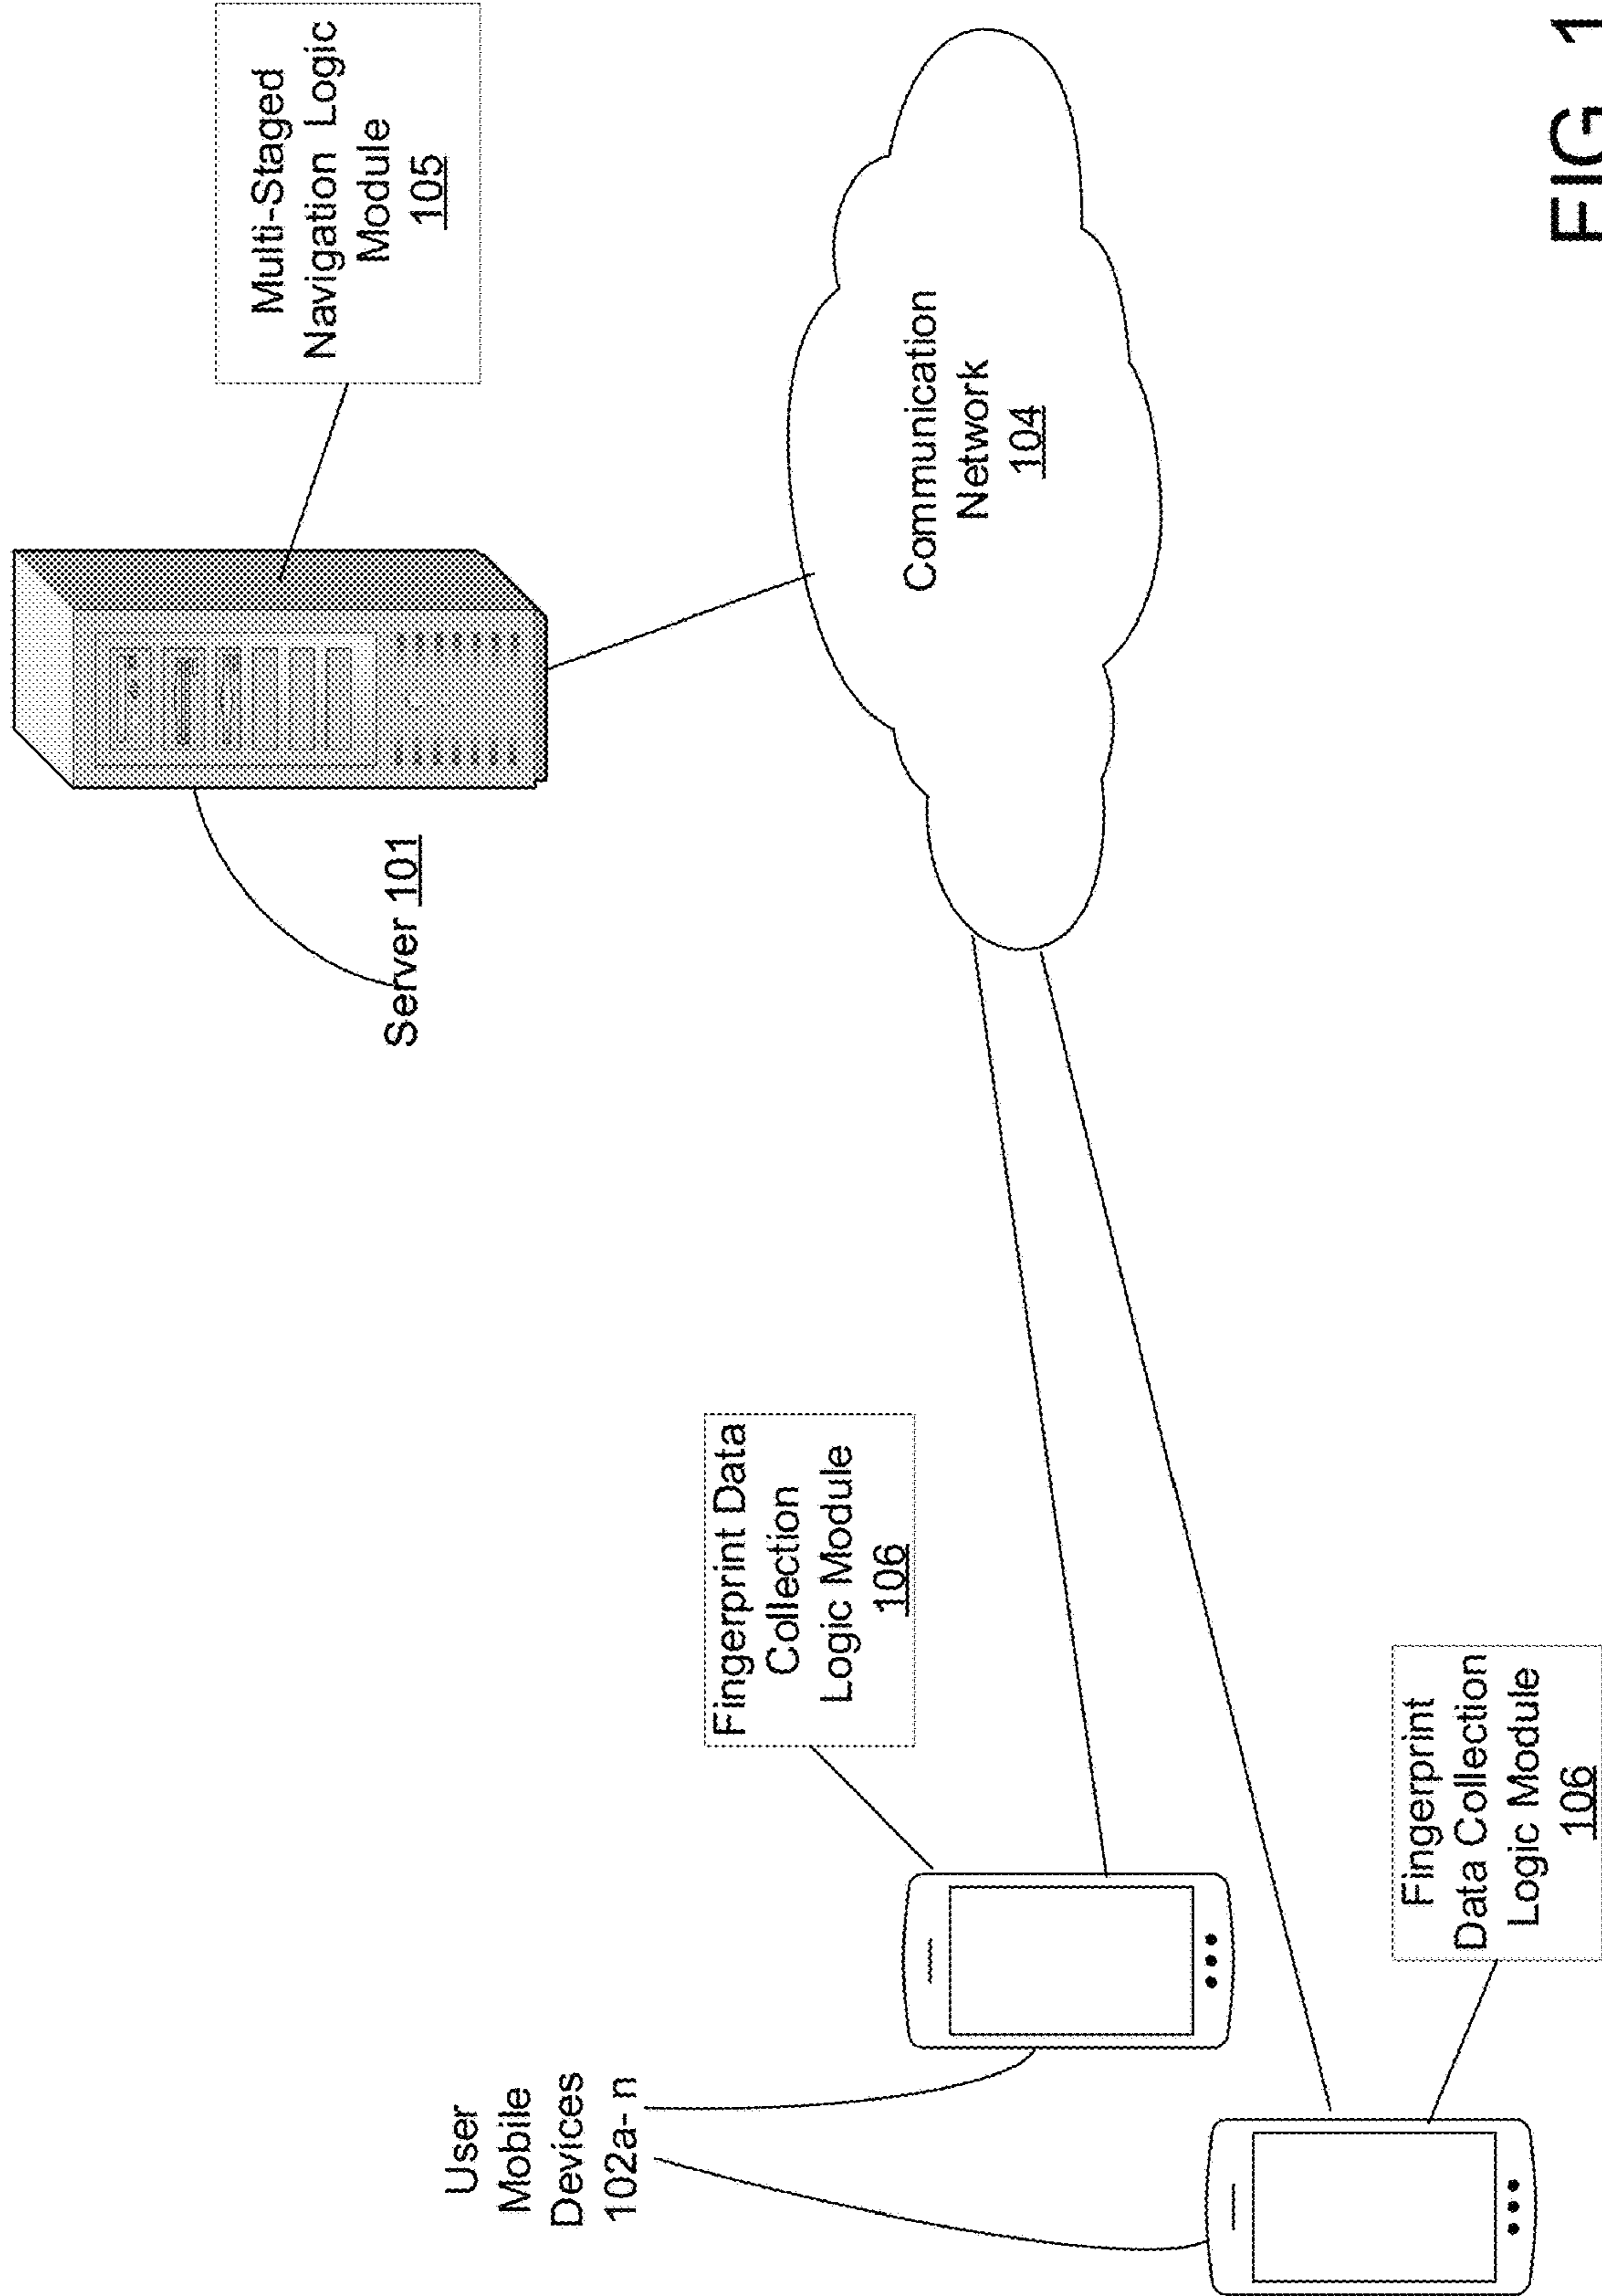 Multi-Staged
Navigation Logic
Module
105
Server 101
Communication
Network
104
Fingerprint Data
Collection
Logic Module
106
User
Mobile
Devices
102a- n
Fingerprint
Data Collection
Logic Module
106
FIG. 1